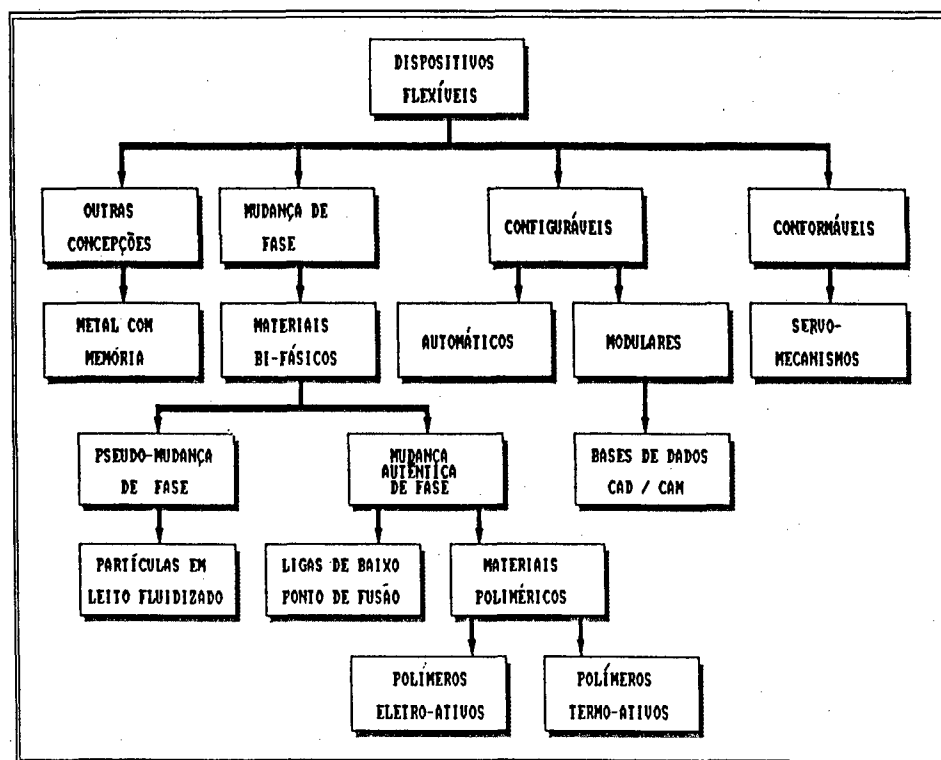 DISPOSITIVOS
FLEXÍVEIS
OUTRAS
CONCEPÇÕES
MUDANÇA DE
FASE
CONFIGURÁVEIS
CONFORMÁVEIS
METAL COM
MEMÓRIA
MATERIAIS
BI-FÁSICOS
AUTOMÁTICOS
MODULARES
SERVO-
MECANISMOS
PSEUDO-MUDANÇA
DE FASE
MUDANÇA
AUTÊNTICA
DE FASE
BASES DE DADOS
CAD / CAM
PARTÍCULAS EM
LEITO FLUIDIZADO
LIGAS DE BAIXO
PONTO DE FUSÃO
MATERIAIS
POLIMÉRICOS
POLÍMEROS
ELETRO-ATIVOS
POLÍMEROS
TERMO-ATIVOS